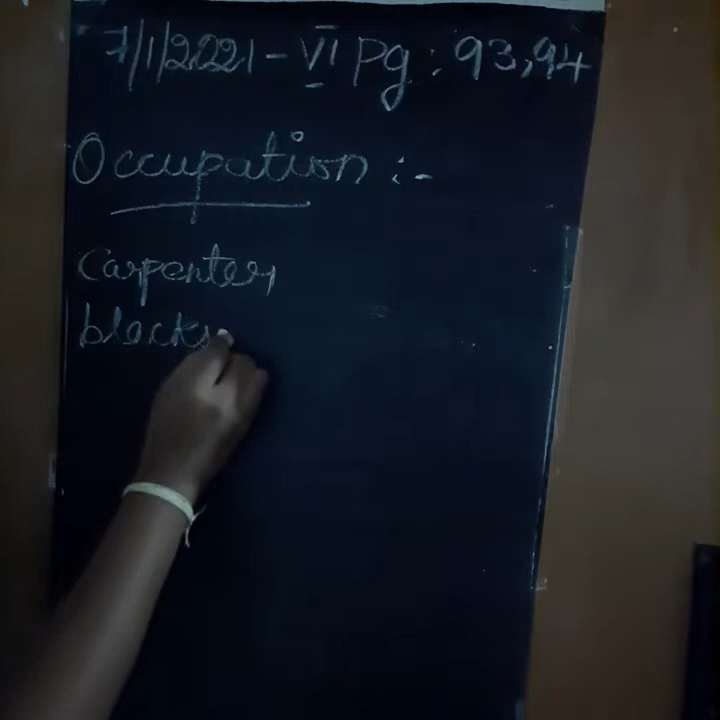 7/1/2021 - VI Pg : 93,94
Occupation :-
Carpenter
blacks